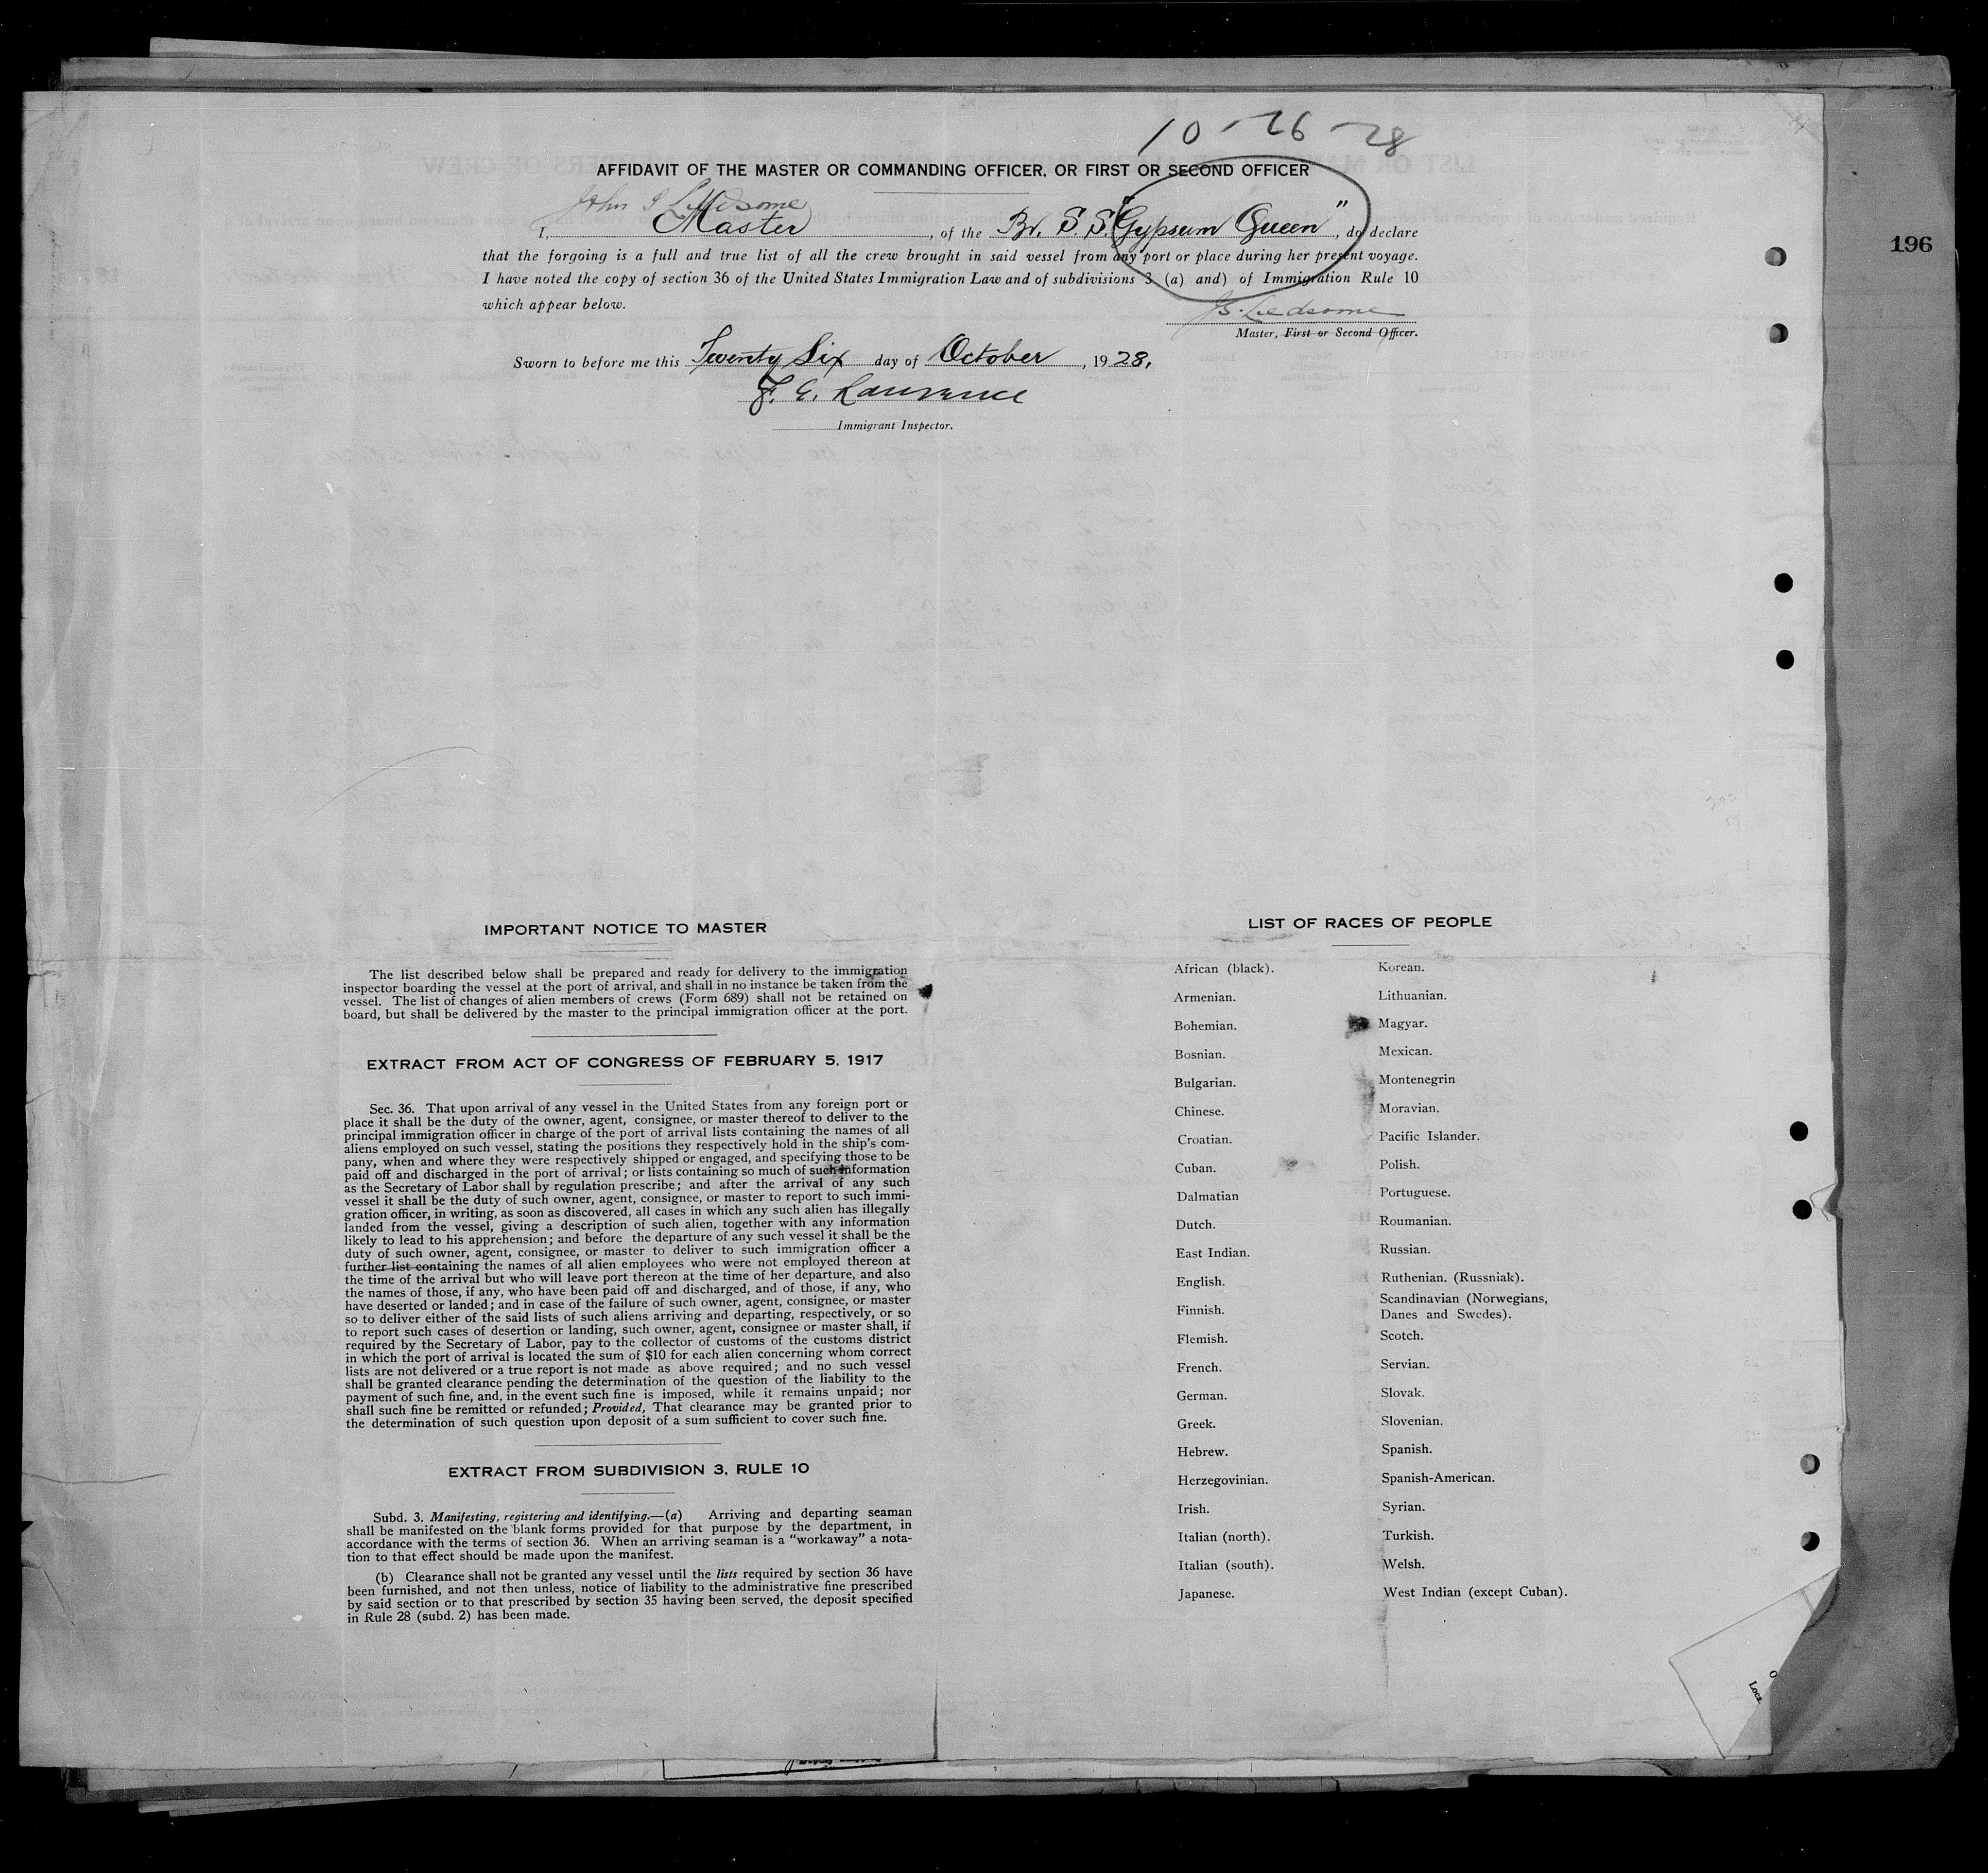 10-26-28
AFFIDAVIT OF THE MASTER OR COMMANDING OFFICER, OR FIRST OR SECOND OFFICER
John
I, Master, of the Br. S. S. "Gypsum Queen", do declare
that the forgoing is a full and true list of all the crew brought in said vessel from any port or place during her present voyage.
I have noted the copy of section 36 of the United States Immigration Law and of subdivisions 3 (a) and) of Immigration Rule 10
which appear below.
Ledsome
Master, First or Second Officer.
Sworn to before me this Twenty Six day of October, 1928,
F. E. Lawrence
Immigrant Inspector.
196
IMPORTANT NOTICE TO MASTER
The list described below shall be prepared and ready for delivery to the immigration
inspector boarding the vessel at the port of arrival, and shall in no instance be taken from the
vessel. The list of changes of alien members of crews (Form 689) shall not be retained on
board, but shall be delivered by the master to the principal immigration officer at the port.
EXTRACT FROM ACT OF CONGRESS OF FEBRUARY 5, 1917
Sec. 36. That upon arrival of any vessel in the United States from any foreign port or
place it shall be the duty of the owner, agent, consignee, or master thereof to deliver to the
principal immigration officer in charge of the port of arrival lists containing the names of all
aliens employed on such vessel, stating the positions they respectively hold in the ship's com-
pany, when and where they were respectively shipped or engaged, and specifying those to be
paid off and discharged in the port of arrival; or lists containing so much of such information
as the Secretary of Labor shall by regulation prescribe; and after the arrival of any such
vessel it shall be the duty of such owner, agent, consignee, or master to report to such immi-
gration officer, in writing, as soon as discovered, all cases in which any such alien has illegally
landed from the vessel, giving a description of such alien, together with any information
likely to lead to his apprehension; and before the departure of any such vessel it shall be the
duty of such owner, agent, consignee, or master to deliver to such immigration officer a
further list containing the names of all alien employees who were not employed thereon at
the time of the arrival but who will leave port thereon at the time of her departure, and also
the names of those, if any, who have been paid off and discharged, and of those, if any, who
have deserted or landed; and in case of the failure of such owner, agent, consignee, or master
so to deliver either of the said lists of such aliens arriving and departing, respectively, or so
to report such cases of desertion or landing, such owner, agent, consignee or master shall, if
required by the Secretary of Labor, pay to the collector of customs of the customs district
in which the port of arrival is located the sum of $10 for each alien concerning whom correct
lists are not delivered or a true report is not made as above required; and no such vessel
shall be granted clearance pending the determination of the question of the liability to the
payment of such fine, and, in the event such fine is imposed, while it remains unpaid; nor
shall such fine be remitted or refunded; Provided, That clearance may be granted prior to
the determination of such question upon deposit of a sum sufficient to cover such fine.
EXTRACT FROM SUBDIVISION 3, RULE 10
Subd. 3. Manifesting, registering and identifying.—(a) Arriving and departing seaman
shall be manifested on the blank forms provided for that purpose by the department, in
accordance with the terms of section 36. When an arriving seaman is a "workaway" a nota-
tion to that effect should be made upon the manifest.
(b) Clearance shall not be granted any vessel until the lists required by section 36 have
been furnished, and not then unless, notice of liability to the administrative fine prescribed
by said section or to that prescribed by section 35 having been served, the deposit specified
in Rule 28 (subd. 2) has been made.
LIST OF RACES OF PEOPLE
African (black).
Armenian.
Bohemian.
Bosnian.
Bulgarian.
Chinese.
Croatian.
Cuban.
Dalmatian
Dutch.
East Indian.
English.
Finnish.
Flemish.
French.
German.
Greek.
Hebrew.
Herzegovinian.
Irish.
Italian (north).
Italian (south).
Japanese.
Korean.
Lithuanian.
Magyar.
Mexican.
Montenegrin
Moravian.
Pacific Islander.
Polish.
Portuguese.
Roumanian.
Russian.
Ruthenian. (Russniak).
Scandinavian (Norwegians,
Danes and Swedes).
Scotch.
Servian.
Slovak.
Slovenian.
Spanish.
Spanish-American.
Syrian.
Turkish.
Welsh.
West Indian (except Cuban).